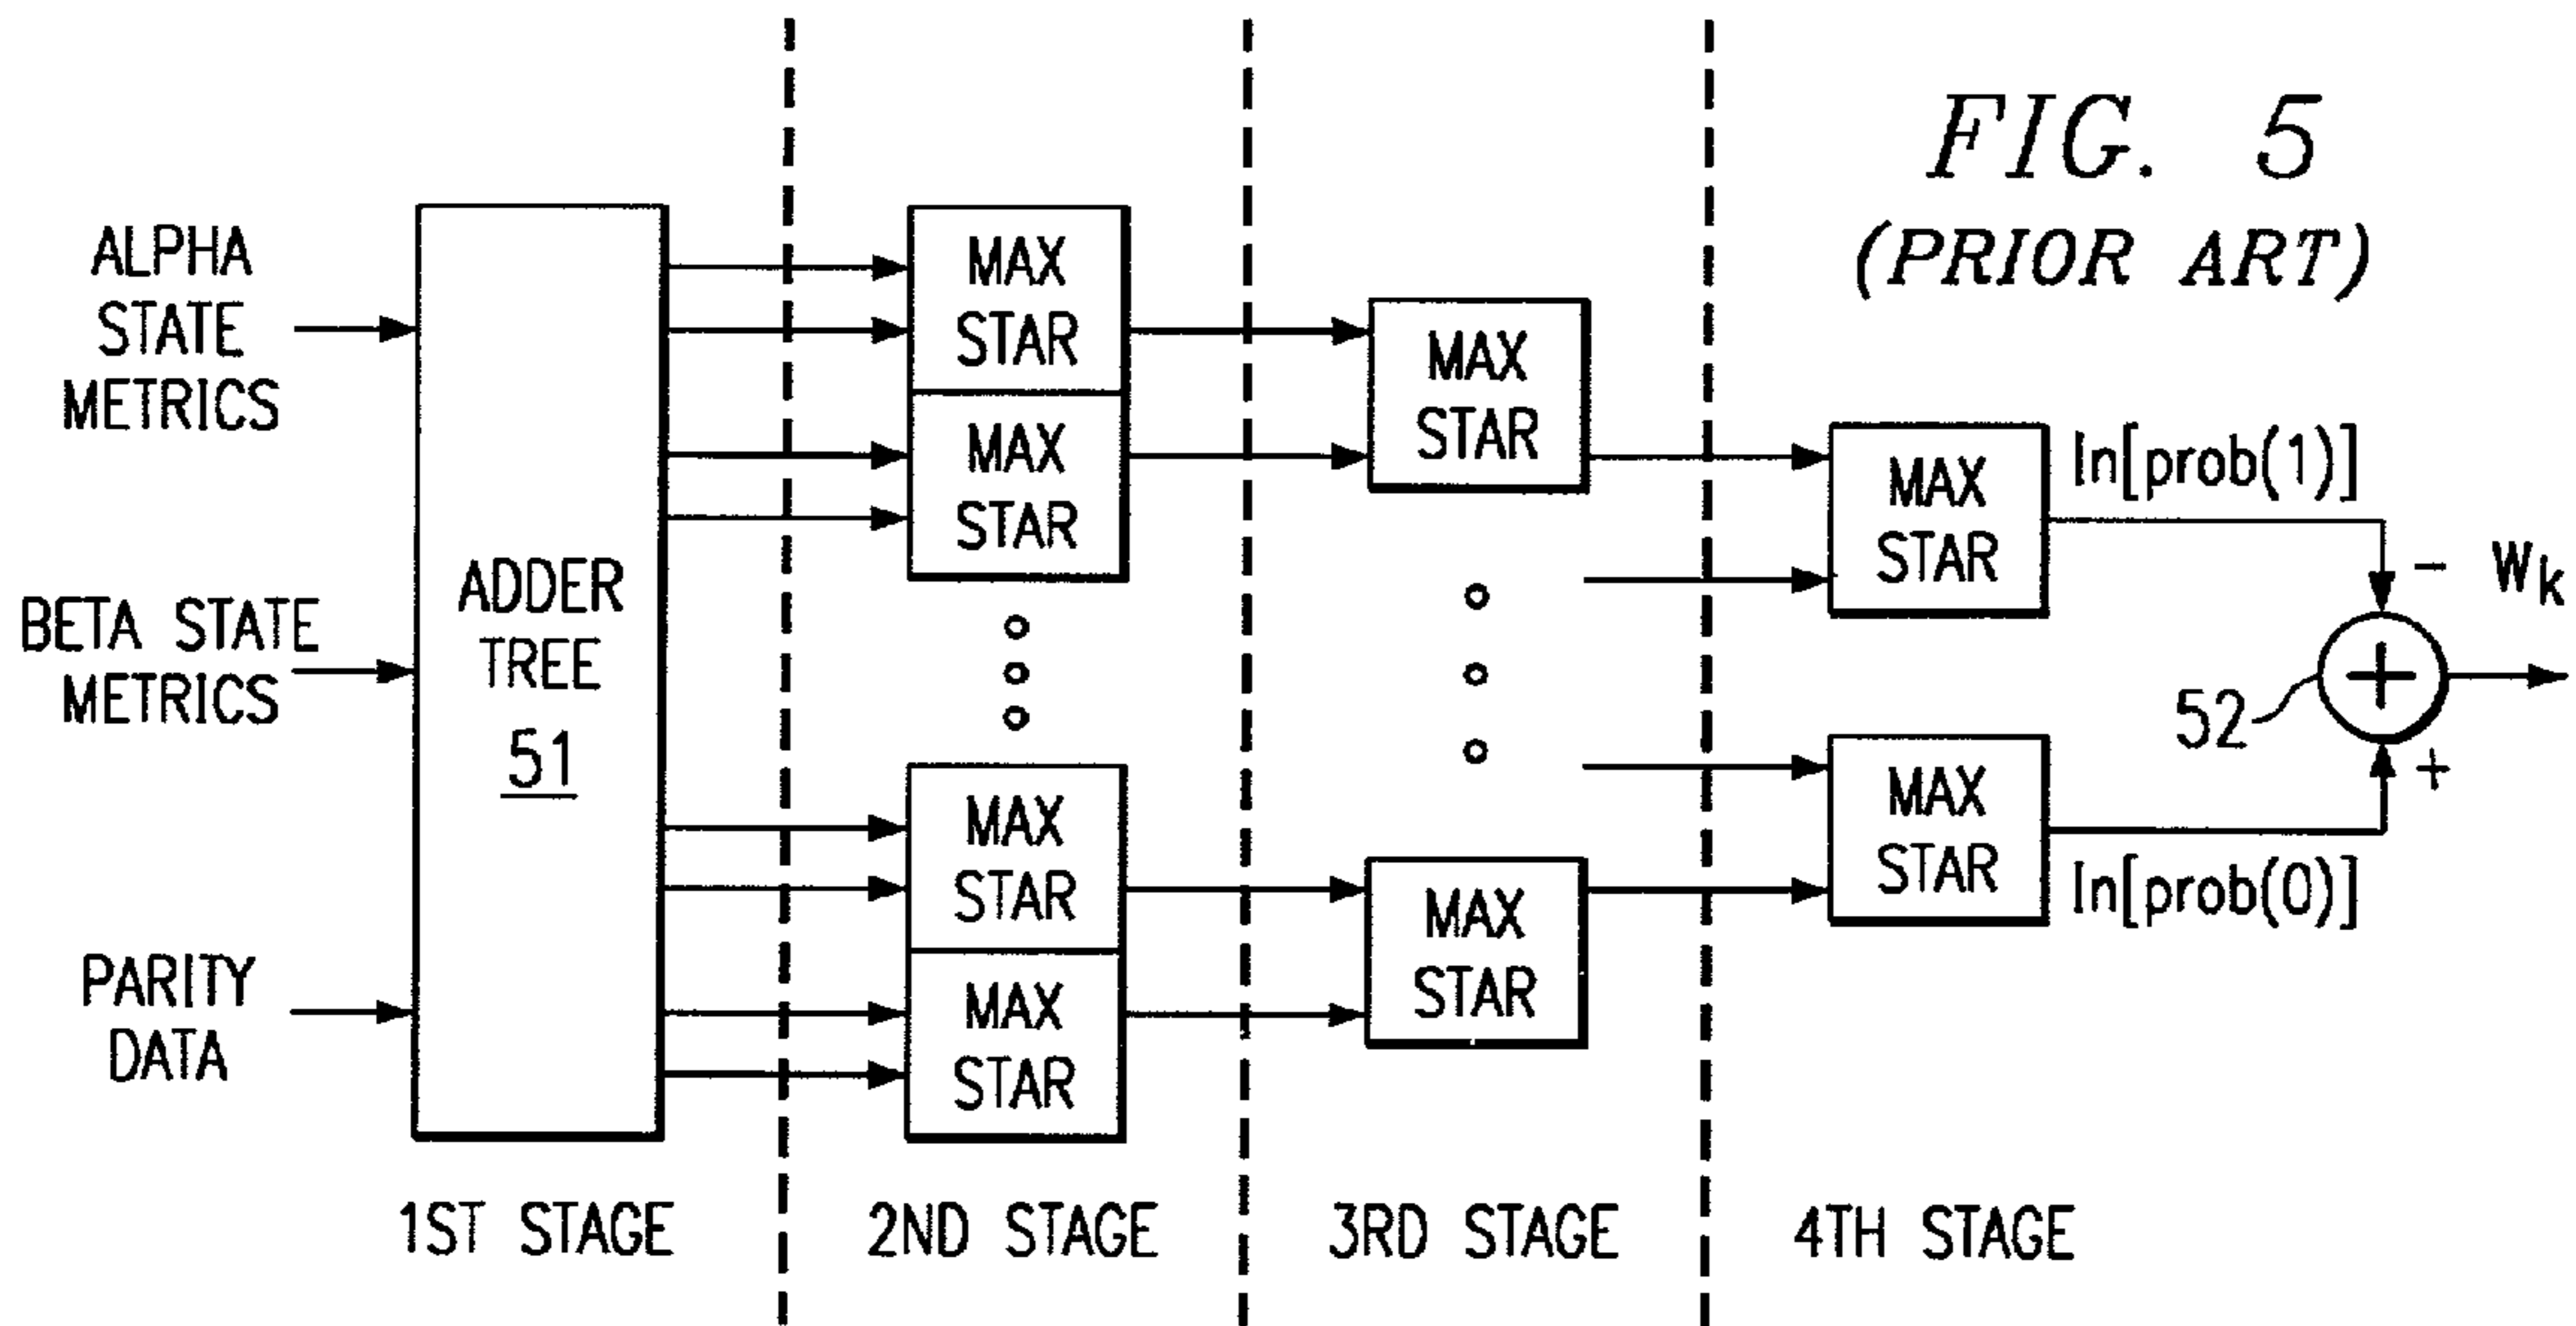 FIG. 5
(PRIOR ART)
ALPHA
STATE
METRICS
BETA STATE
METRICS
PARITY
DATA
ADDER
TREE
51
MAX
STAR
MAX
STAR
MAX
STAR
MAX
STAR
MAX
STAR
MAX
STAR
MAX
STAR
MAX
STAR
ln[prob(1)]
ln[prob(0)]
-
+
+
52
Wk
1ST STAGE
2ND STAGE
3RD STAGE
4TH STAGE